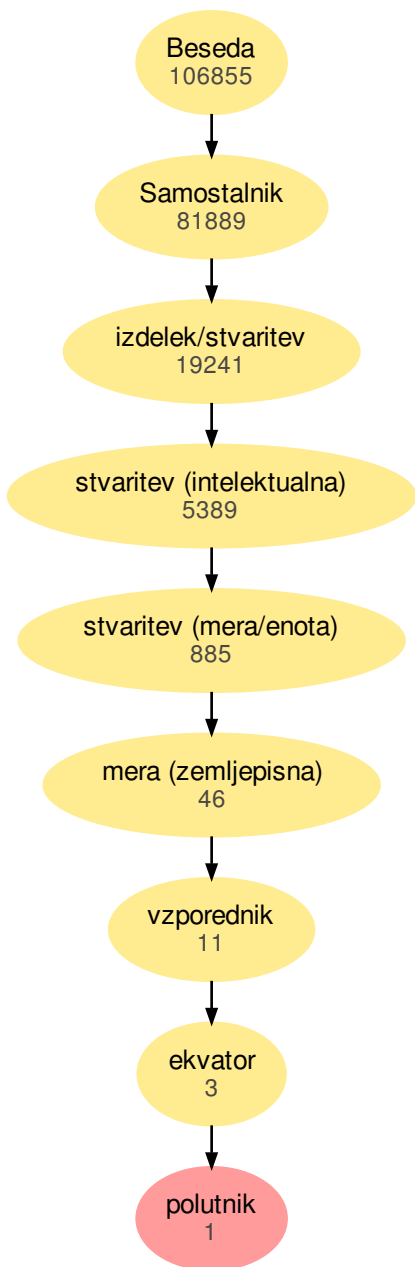 Beseda
106855
Samostalnik
81889
izdelek/stvaritev
19241
stvaritev (intelektualna)
5389
stvaritev (mera/enota)
885
mera (zemljepisna)
46
vzporednik
11
ekvator
3
polutnik
1